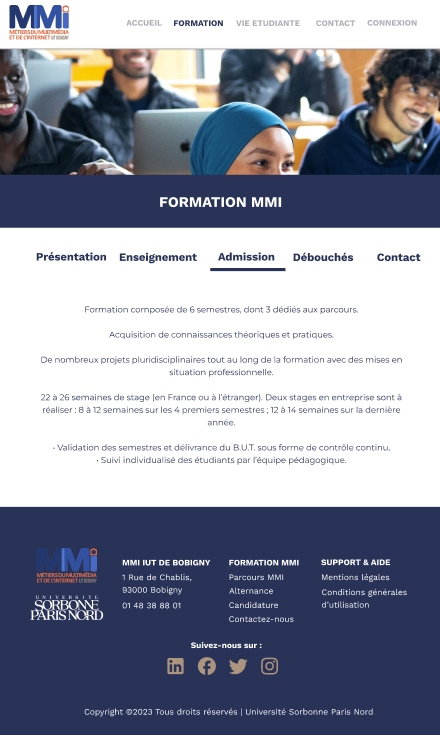 MMi
MÉTIERS DU MULTIMÉDIA
ET DE L'INTERNET IUT BOBIGNY
ACCUEIL FORMATION VIE ETUDIANTE CONTACT CONNEXION
FORMATION MMI
Présentation Enseignement Admission Débouchés Contact
Formation composée de 6 semestres, dont 3 dédiés aux parcours.
Acquisition de connaissances théoriques et pratiques.
De nombreux projets pluridisciplinaires tout au long de la formation avec des mises en
situation professionnelle.
22 à 26 semaines de stage (en France ou à l'étranger). Deux stages en entreprise sont à
réaliser : 8 à 12 semaines sur les 4 premiers semestres ; 12 à 14 semaines sur la dernière
année.
• Validation des semestres et délivrance du B.U.T. sous forme de contrôle continu.
• Suivi individualisé des étudiants par l'équipe pédagogique.
MMi
MÉTIERS DU MULTIMÉDIA
ET DE L'INTERNET IUT BOBIGNY
UNIVERSITÉ
SORBONNE
PARIS NORD
MMI IUT DE BOBIGNY
1 Rue de Chablis,
93000 Bobigny
01 48 38 88 01
FORMATION MMI
Parcours MMI
Alternance
Candidature
Contactez-nous
SUPPORT & AIDE
Mentions légales
Conditions générales
d'utilisation
Suivez-nous sur :
Copyright ©2023 Tous droits réservés | Université Sorbonne Paris Nord